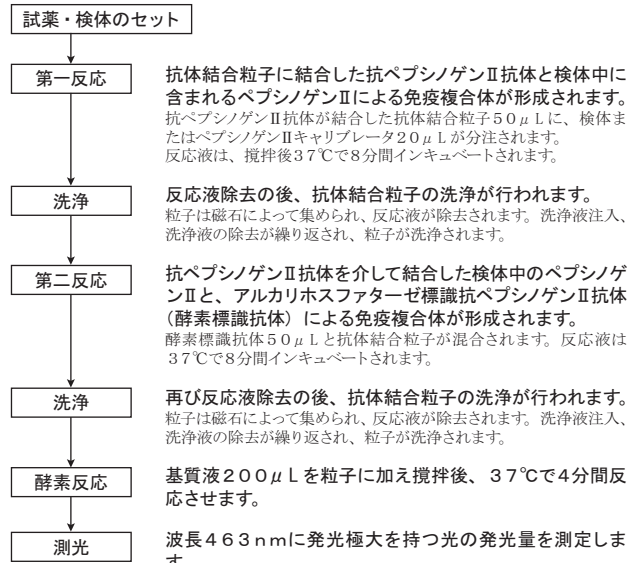 試薬・検体のセット
第一反応
抗体結合粒子に結合した抗ペプシノゲンⅡ抗体と検体中に
含まれるペプシノゲンⅡによる免疫複合体が形成されます。
抗ペプシノゲンⅡ抗体が結合した抗体結合粒子５０μＬに、検体ま
たはペプシノゲンⅡキャリブレータ２０μＬが分注されます。
反応液は、撹拌後３７℃で８分間インキュベートされます。
洗浄
反応液除去の後、抗体結合粒子の洗浄が行われます。
粒子は磁石によって集められ、反応液が除去されます。洗浄液注入、
洗浄液の除去が繰り返され、粒子が洗浄されます。
第二反応
抗ペプシノゲンⅡ抗体を介して結合した検体中のペプシノゲ
ンⅡと、アルカリホスファターゼ標識抗ペプシノゲンⅡ抗体
（酵素標識抗体）による免疫複合体が形成されます。
酵素標識抗体５０μＬと抗体結合粒子が混合されます。反応液は
３７℃で８分間インキュベートされます。
洗浄
再び反応液除去の後、抗体結合粒子の洗浄が行われます。
粒子は磁石によって集められ、反応液が除去されます。洗浄液注入、
洗浄液の除去が繰り返され、粒子が洗浄されます。
酵素反応
基質液２００μＬを粒子に加え撹拌後、３７℃で４分間反
応させます。
測光
波長４６３ｎｍに発光極大を持つ光の発光量を測定しま
す